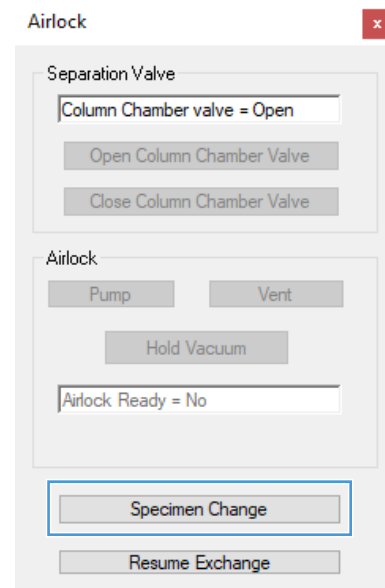 Airlock
x
Separation Valve
Column Chamber valve = Open
Open Column Chamber Valve
Close Column Chamber Valve
Airlock
Pump Vent
Hold Vacuum
Airlock Ready = No
Specimen Change
Resume Exchange